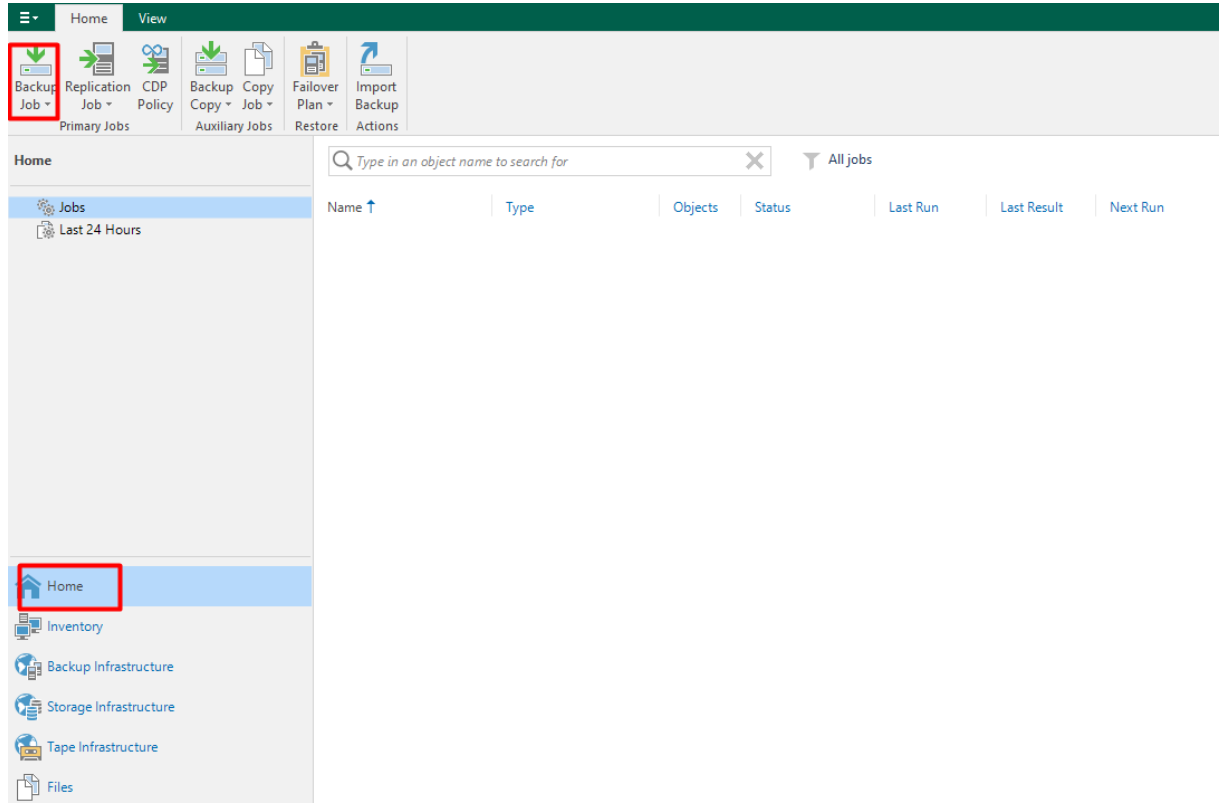 Home View
Backup Replication CDP Backup Copy Failover Import
Job Job Policy Copy Job Plan Backup
Primary Jobs Auxiliary Jobs Restore Actions
Home
Type in an object name to search for All jobs
Jobs
Last 24 Hours
Name Type Objects Status Last Run Last Result Next Run
Home
Inventory
Backup Infrastructure
Storage Infrastructure
Tape Infrastructure
Files